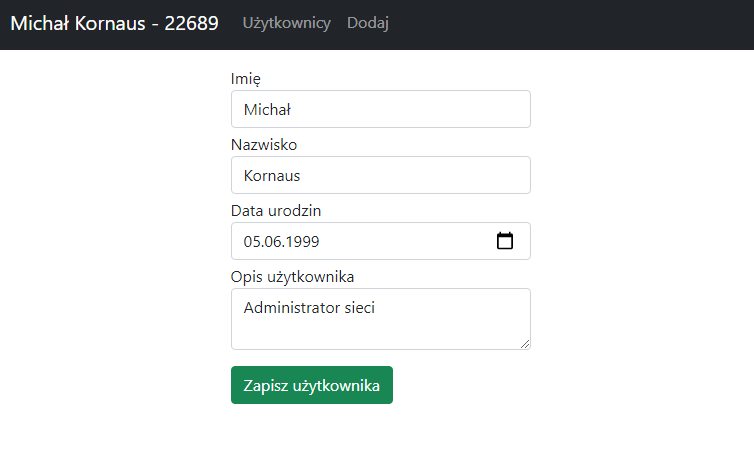 Michał Kornaus - 22689 Użytkownicy Dodaj
Imię
Michał
Nazwisko
Kornaus
Data urodzin
05.06.1999
Opis użytkownika
Administrator sieci
Zapisz użytkownika